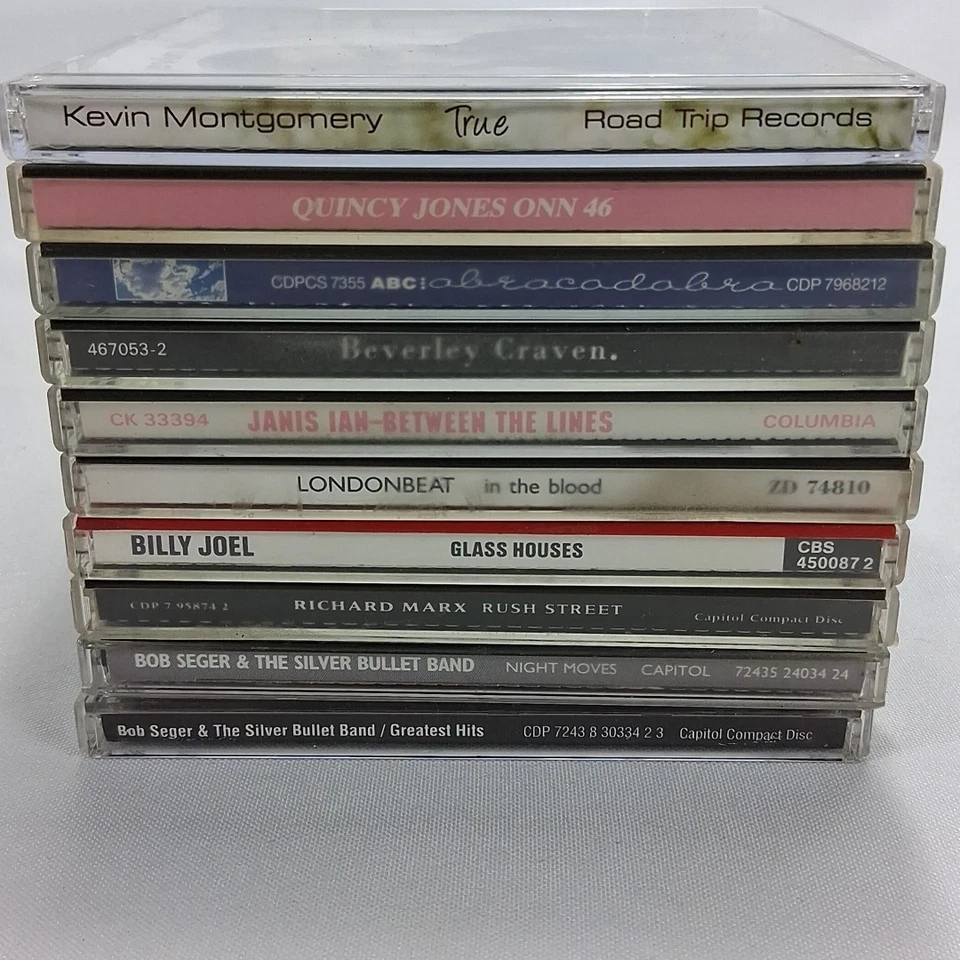 Kevin Montgomery True Road Trip Records
QUINCY JONES ONN 46
CDPCS 7355 ABC: abracadabra CDP 7968212
467053-2 Beverley Craven.
CK 33394 JANIS IAN–BETWEEN THE LINES COLUMBIA
LONDONBEAT in the blood ZD 74810
BILLY JOEL GLASS HOUSES CBS
450087 2
CDP 7 95874 2 RICHARD MARX RUSH STREET Capitol Compact Disc
BOB SEGER & THE SILVER BULLET BAND NIGHT MOVES CAPITOL 72435 24034 24
Bob Seger & The Silver Bullet Band / Greatest Hits CDP 7243 8 30334 2 3 Capitol Compact Disc